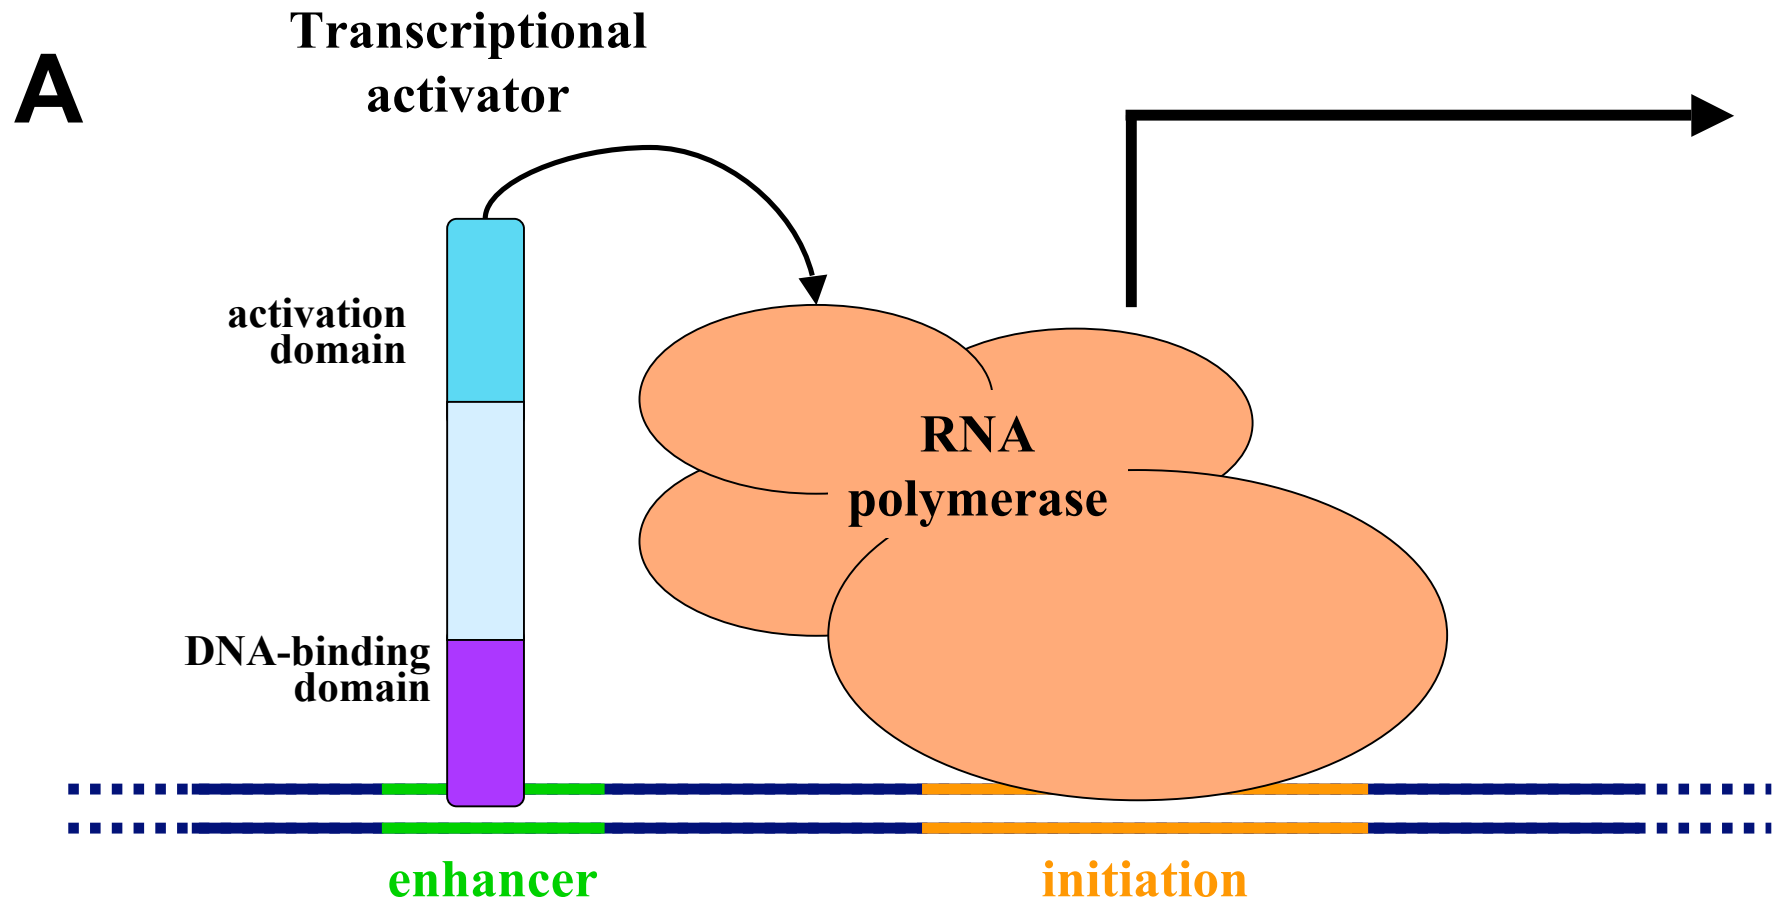 A
Transcriptional
activator
activation
domain
RNA
polymerase
DNA-binding
domain
enhancer
initiation